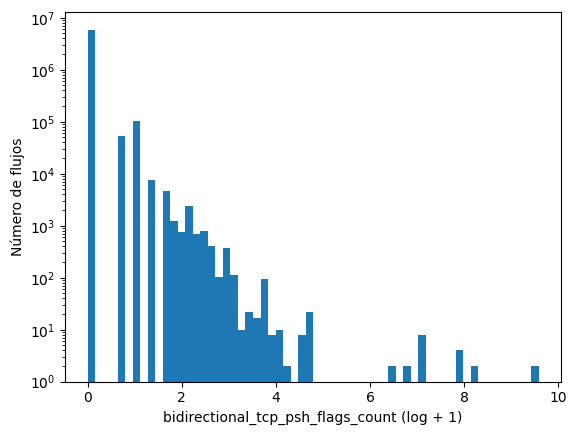 10^7
10^6
10^5
10^4
10^3
10^2
10^1
10^0
Número de flujos
0 2 4 6 8 10
bidirectional_tcp_psh_flags_count (log + 1)